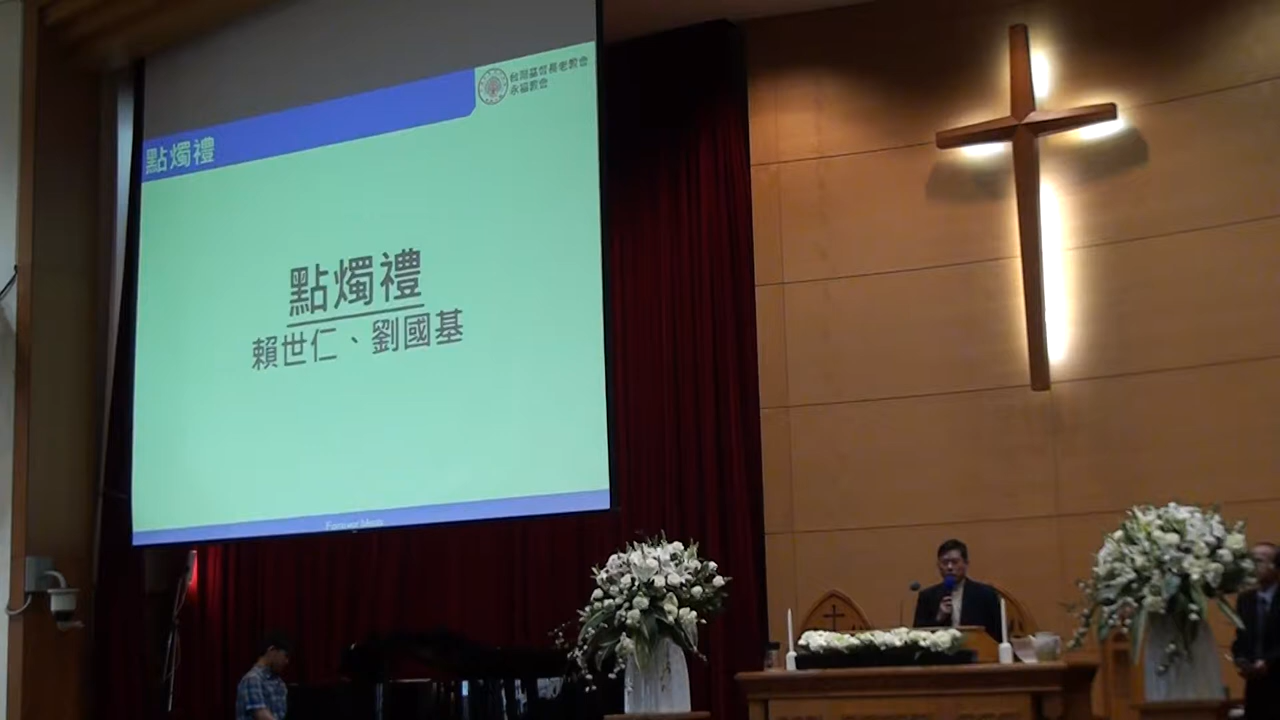 台灣基督長老教會
永福教會
點燭禮
點燭禮
賴世仁、劉國基